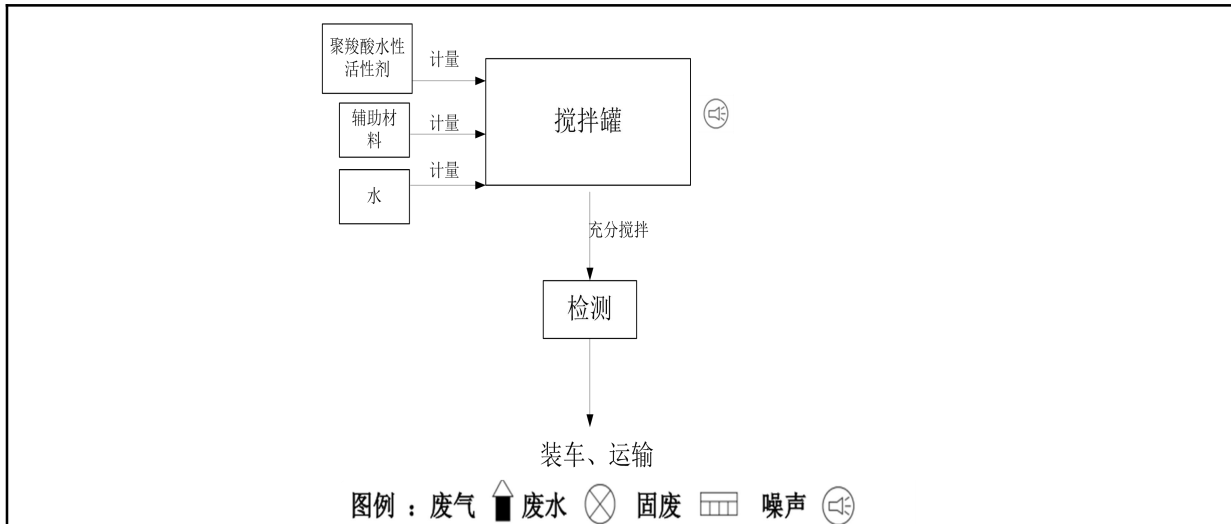 聚羧酸水性
活性剂
计量
搅拌罐
辅助材
料
计量
计量
水
充分搅拌
检测
装车、运输
图例 ：废气 废水 固废 噪声